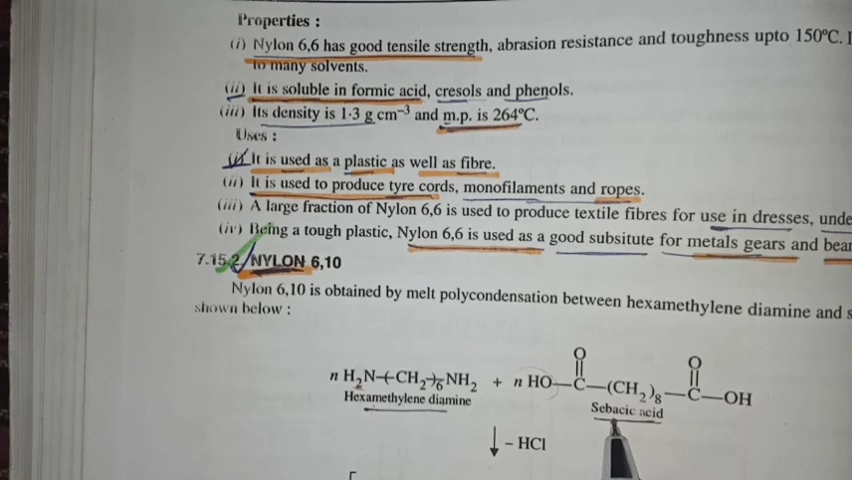 Properties :
(i) Nylon 6,6 has good tensile strength, abrasion resistance and toughness upto 150ºC.
to many solvents.
(ii) It is soluble in formic acid, cresols and phenols.
(iii) Its density is 1·3 g cm⁻³ and m.p. is 264ºC.
Uses :
(i) It is used as a plastic as well as fibre.
(ii) It is used to produce tyre cords, monofilaments and ropes.
(iii) A large fraction of Nylon 6,6 is used to produce textile fibres for use in dresses, unde
(iv) Being a tough plastic, Nylon 6,6 is used as a good subsitute for metals gears and bear
7.15.2 NYLON 6,10
Nylon 6,10 is obtained by melt polycondensation between hexamethylene diamine and s
shown below :
O O
|| ||
n H₂N–(CH₂)₆–NH₂ + n HO–C–(CH₂)₈–C–OH
Hexamethylene diamine Sebacic acid
↓ – HCl